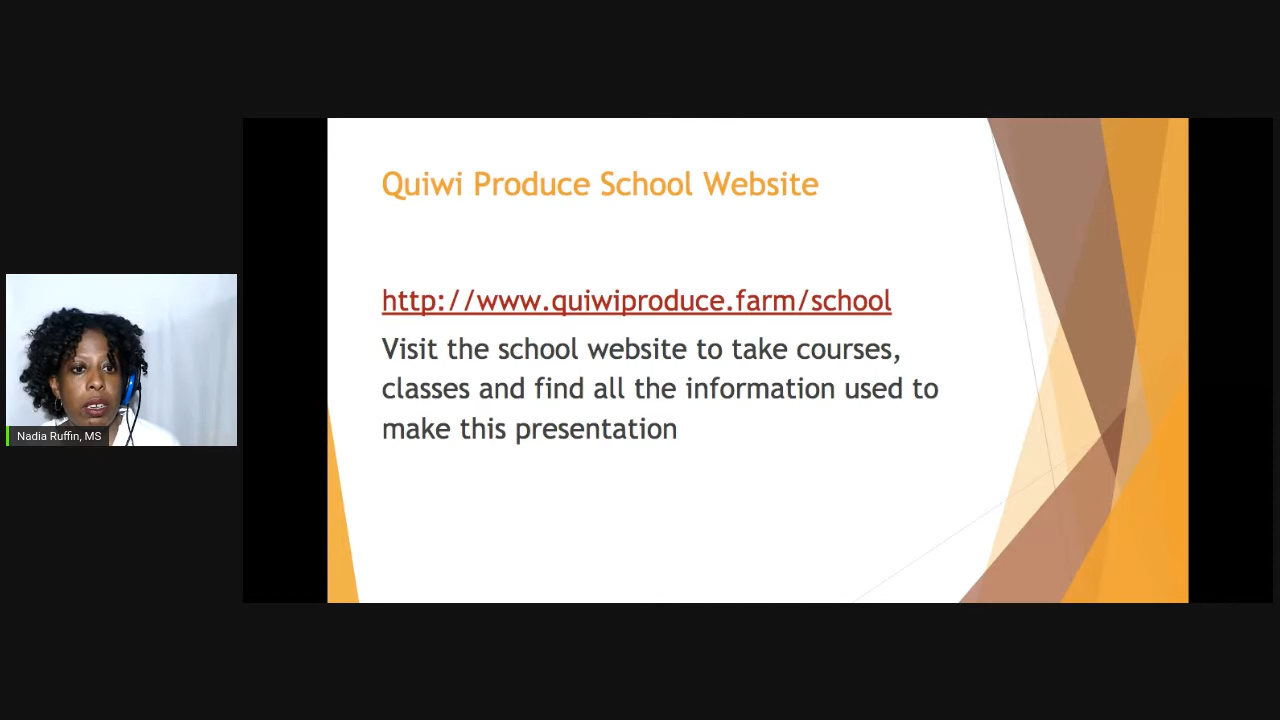 Quiwi Produce School Website
http://www.quiwiproduce.farm/school
Visit the school website to take courses,
classes and find all the information used to
make this presentation
Nadia Ruffin, MS